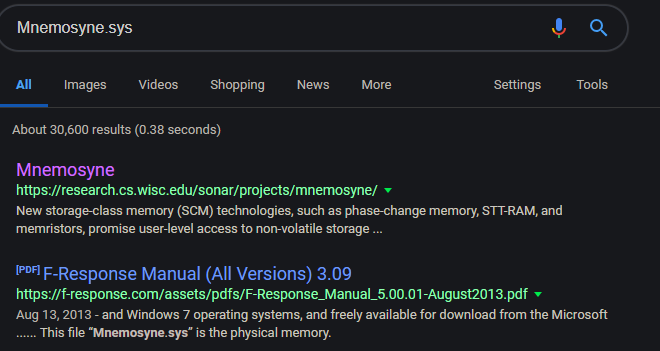 Mnemosyne.sys
All Images Videos Shopping News More Settings Tools
About 30,600 results (0.38 seconds)
Mnemosyne
https://research.cs.wisc.edu/sonar/projects/mnemosyne/
New storage-class memory (SCM) technologies, such as phase-change memory, STT-RAM, and
memristors, promise user-level access to non-volatile storage ...
[PDF] F-Response Manual (All Versions) 3.09
https://f-response.com/assets/pdfs/F-Response_Manual_5.00.01-August2013.pdf
Aug 13, 2013 - and Windows 7 operating systems, and freely available for download from the Microsoft
...... This file “Mnemosyne.sys” is the physical memory.